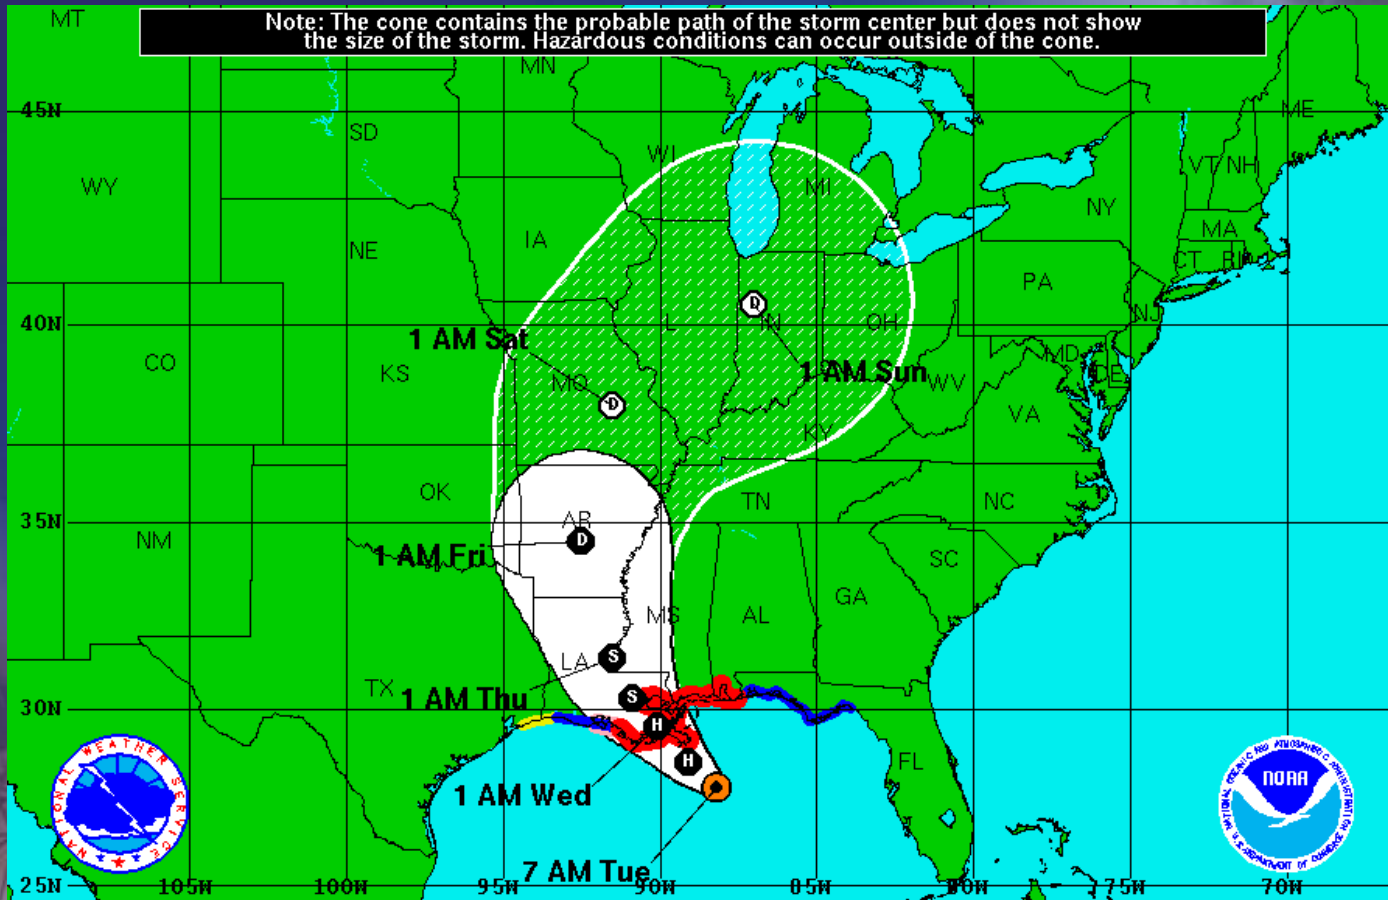 Note: The cone contains the probable path of the storm center but does not show
the size of the storm. Hazardous conditions can occur outside of the cone.
MT
MN
45N
ME
SD
WI
VT NH
WY
MI
NY
MA
IA
NE
CT RI
PA
D
NJ
40N
IN
OH
1 AM Sat
MD
CO
1 AM Sun
KS
MO
WV
DE
D
VA
KY
OK
TN
NC
35N
AR
NM
D
1 AM Fri
SC
GA
MS
AL
S
LA
TX
1 AM Thu
S
30N
H
FL
H
1 AM Wed
NATIONAL WEATHER SERVICE
NOAA
7 AM Tue
25N
105W
100W
95W
90W
85W
80W
75W
70W